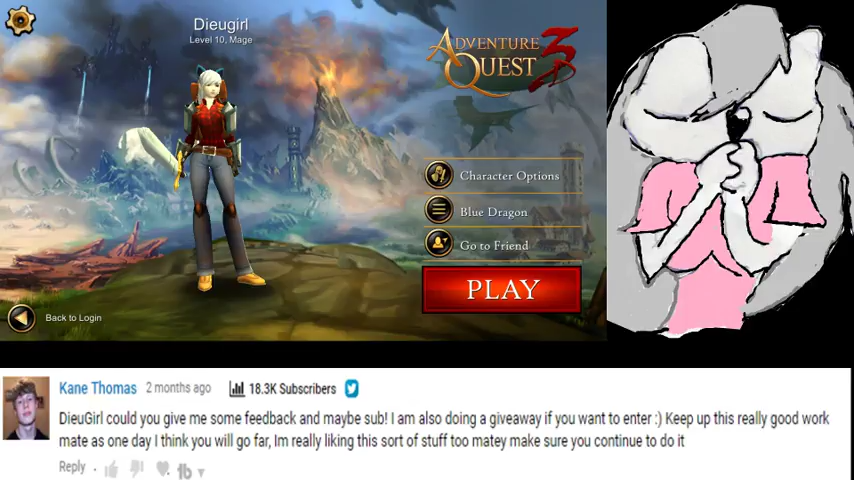 Dieugirl
Level 10, Mage
ADVENTURE
QUEST 3D
Character Options
Blue Dragon
Go to Friend
PLAY
Back to Login
Kane Thomas 2 months ago 18.3K Subscribers
DieuGirl could you give me some feedback and maybe sub! I am also doing a giveaway if you want to enter :) Keep up this really good work
mate as one day I think you will go far, Im really liking this sort of stuff too matey make sure you continue to do it
Reply